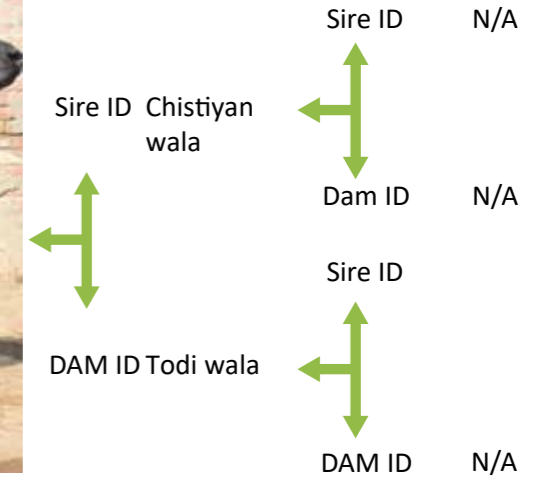 Sire ID N/A
Sire ID Chistiyan
wala
Dam ID N/A
Sire ID
DAM ID Todi wala
DAM ID N/A